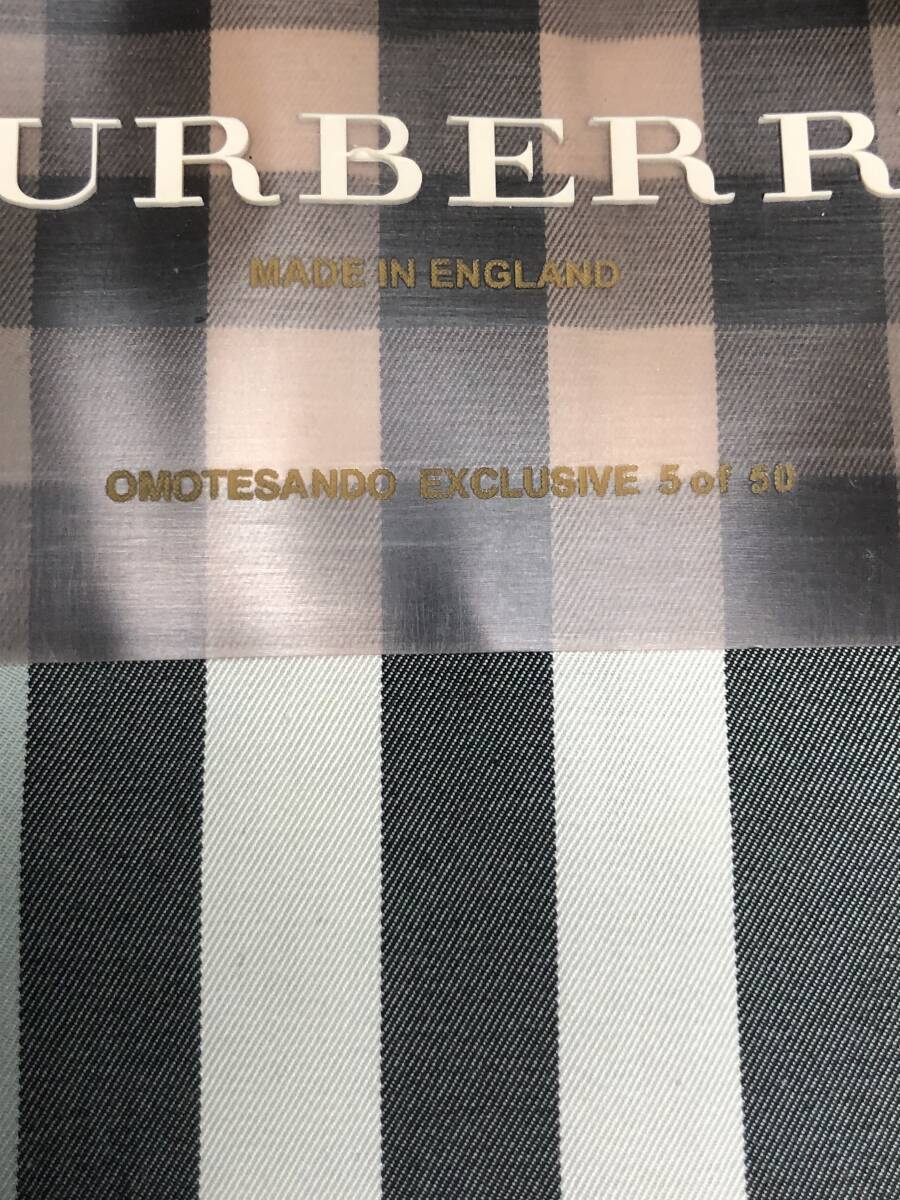 URBERR
MADE IN ENGLAND
OMOTESANDO EXCLUSIVE 5 of 50